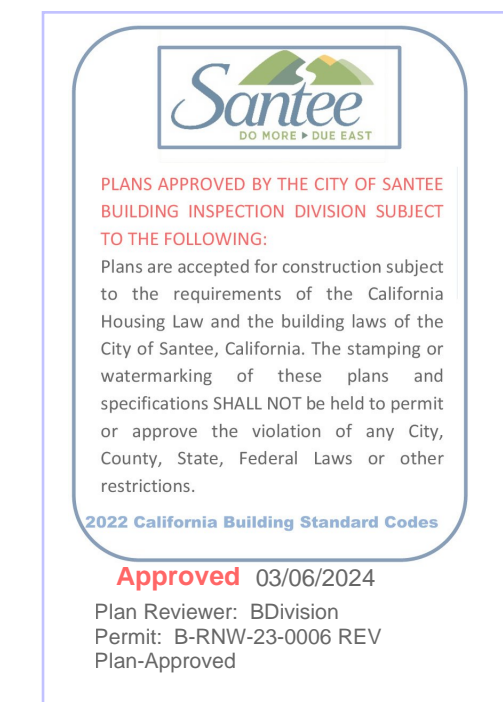 Santee
DO MORE ▶ DUE EAST
PLANS APPROVED BY THE CITY OF SANTEE
BUILDING INSPECTION DIVISION SUBJECT
TO THE FOLLOWING:
Plans are accepted for construction subject
to the requirements of the California
Housing Law and the building laws of the
City of Santee, California. The stamping or
watermarking of these plans and
specifications SHALL NOT be held to permit
or approve the violation of any City,
County, State, Federal Laws or other
restrictions.
2022 California Building Standard Codes
Approved 03/06/2024
Plan Reviewer: BDivision
Permit: B-RNW-23-0006 REV
Plan-Approved